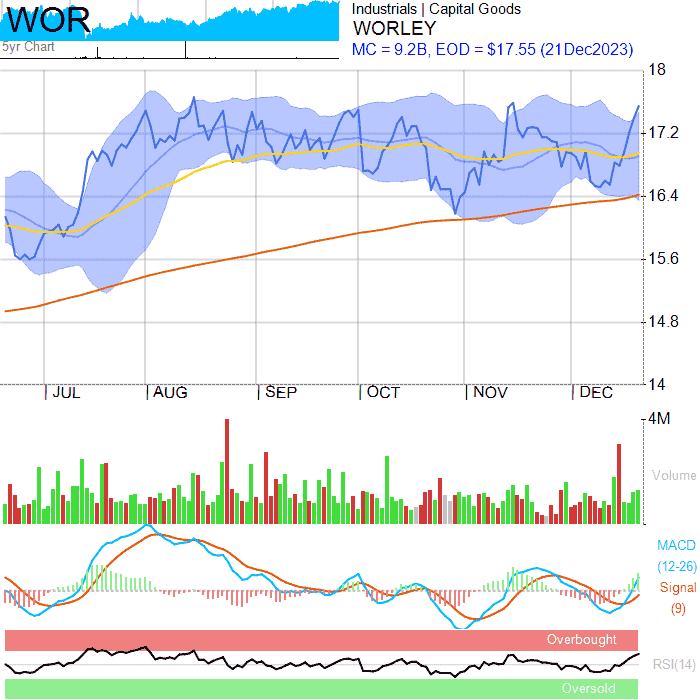 WOR
5yr Chart
Industrials | Capital Goods
WORLEY
MC = 9.2B, EOD = $17.55 (21Dec2023)
18
17.2
16.4
15.6
14.8
14
JUL AUG SEP OCT NOV DEC
4M
Volume
MACD
(12-26)
Signal
(9)
Overbought
RSI(14)
Oversold